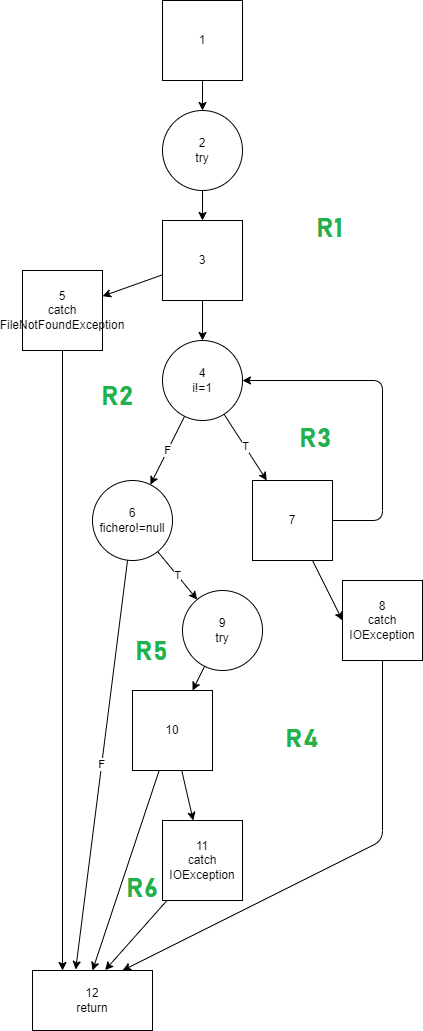 1
2
try
R1
3
5
catch
FileNotFoundException
4
i!=1
R2
R3
F
T
6
fichero!=null
7
T
8
catch
IOException
9
try
R5
10
R4
F
11
catch
IOException
R6
12
return